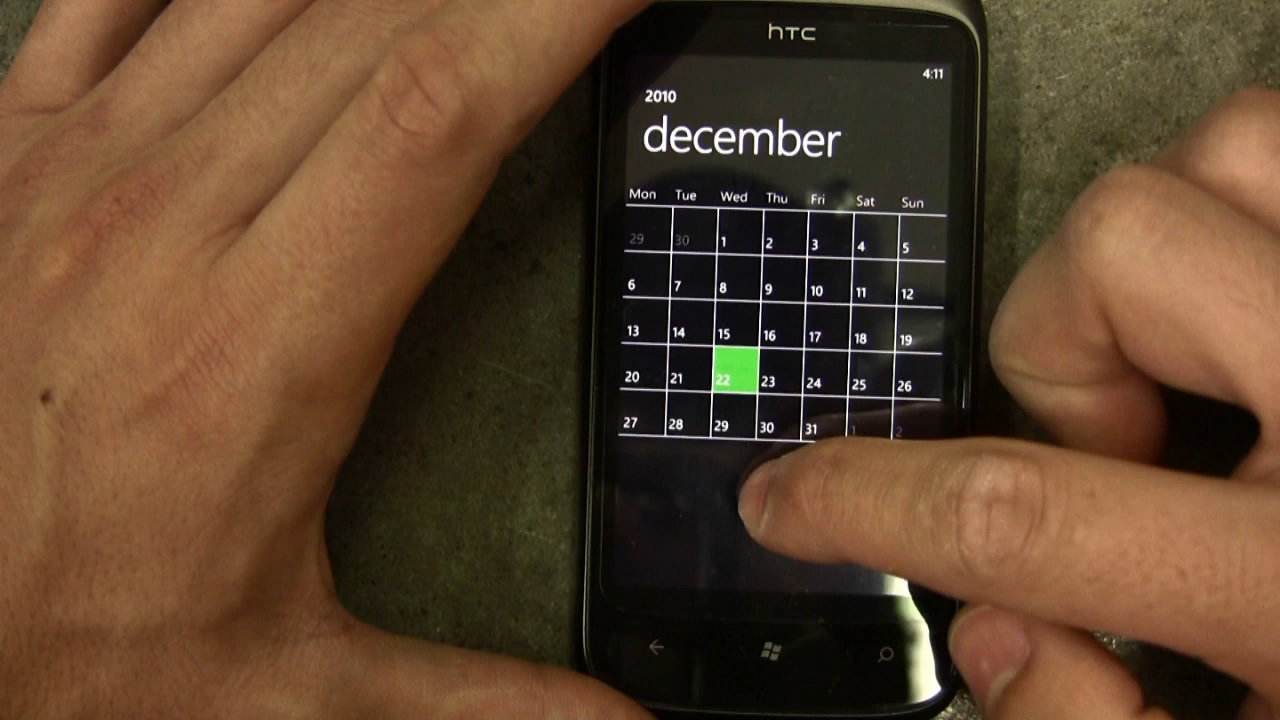 hTC
4:11
2010
december
Mon Tue Wed Thu Fri Sat Sun
29 30 1 2 3 4 5
6 7 8 9 10 11 12
13 14 15 16 17 18 19
20 21 22 23 24 25 26
27 28 29 30 31 1 2